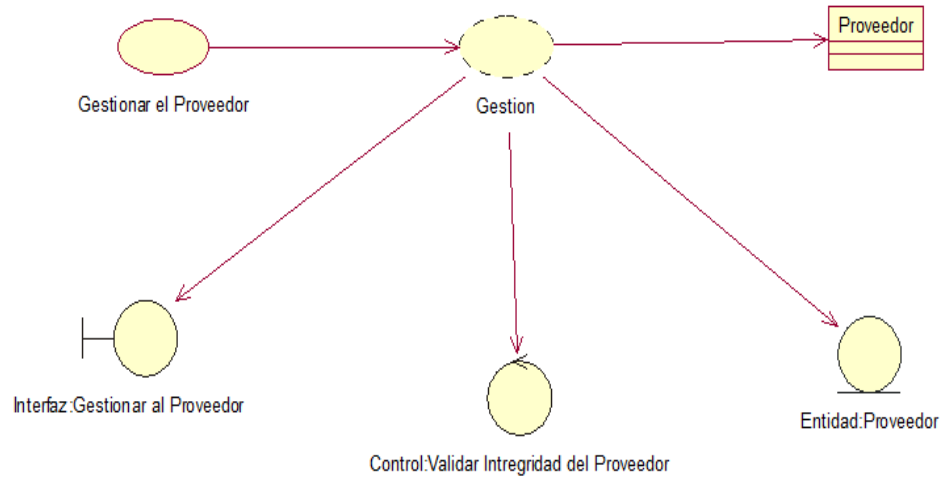 Proveedor
Gestionar el Proveedor
Gestion
Interfaz:Gestionar al Proveedor
Entidad:Proveedor
Control:Validar Intregridad del Proveedor